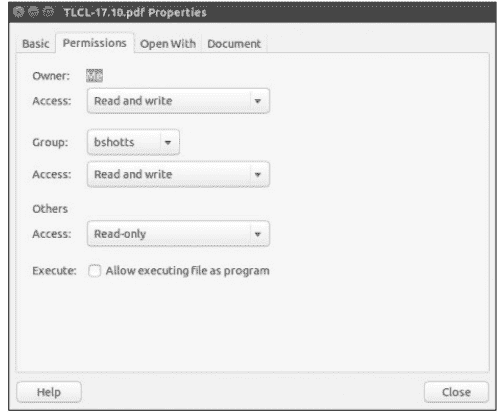 TLCL-17.10.pdf Properties
Basic Permissions Open With Document
Owner: Me
Access: Read and write
Group: bshotts
Access: Read and write
Others
Access: Read-only
Execute: Allow executing file as program
Help Close